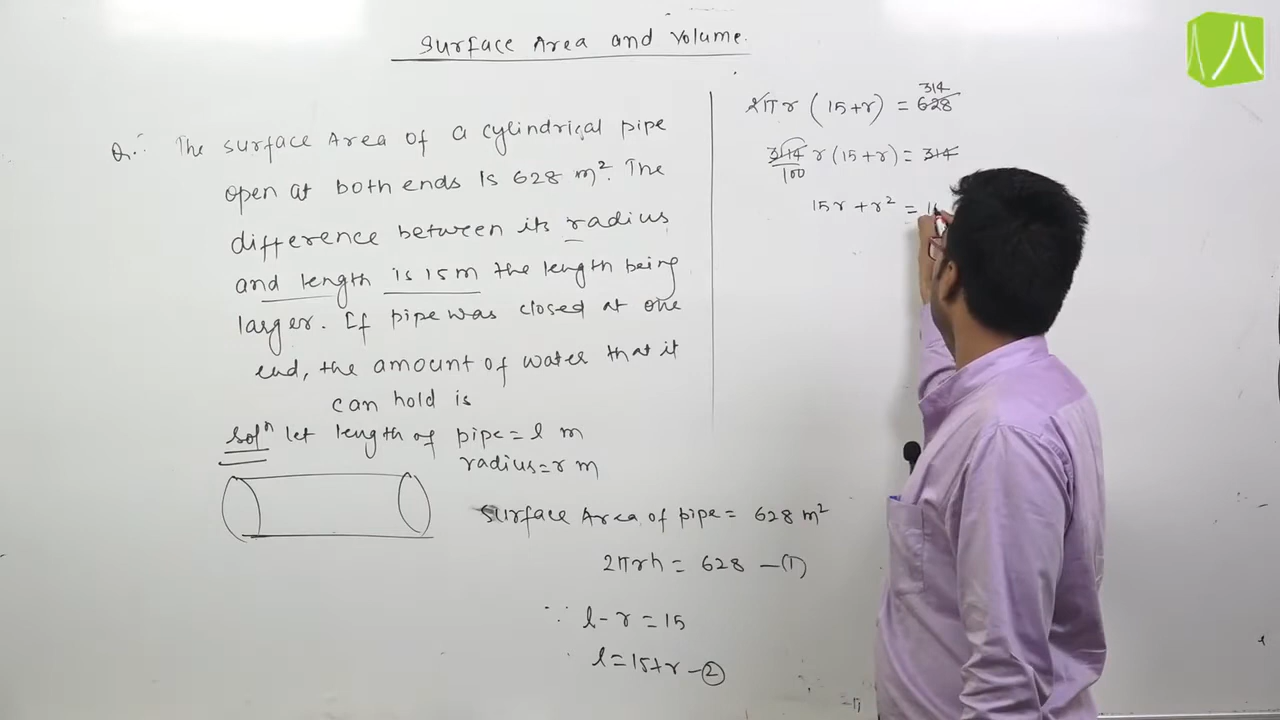 Surface Area and Volume.
Q.: The surface Area of a cylindrical pipe
open at both ends is 628 m². The
difference between its radius
and length is 15 m the length being
larger. If pipe was closed at one
end, the amount of water that it
can hold is
Solⁿ let length of pipe = l m
radius = r m
Surface Area of pipe = 628 m²
2πrh = 628 —(1)
∵ l - r = 15
l = 15+r —(2)
314
2πr (15+r) = 628
314/100 r (15+r) = 314
15r + r² =